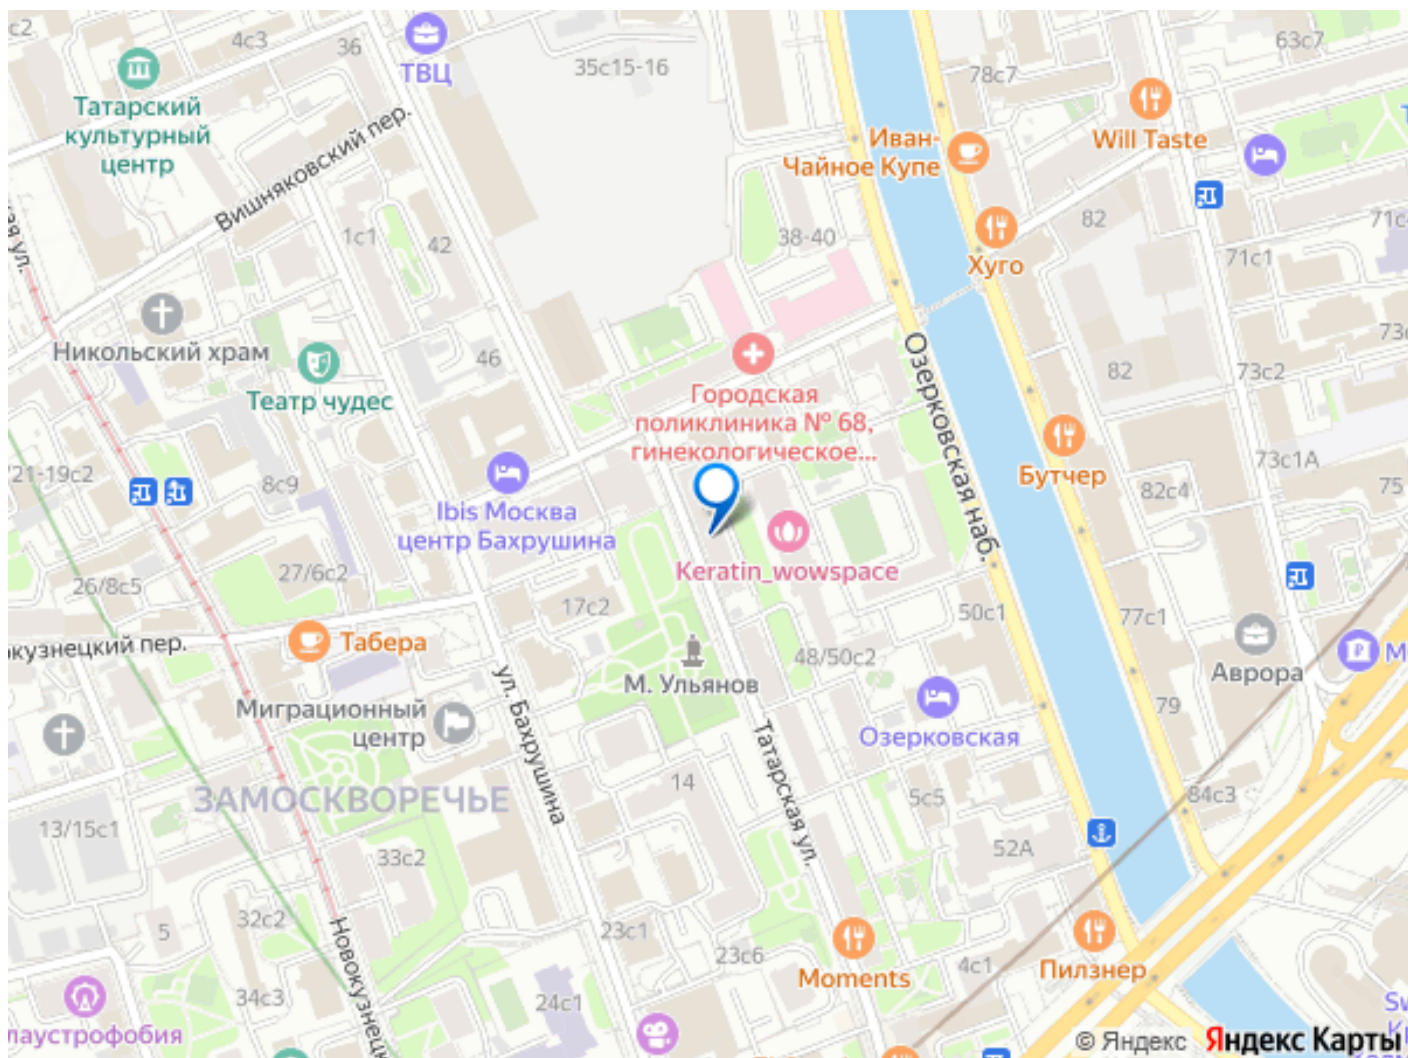 с2
4с3
36
ТВЦ
35с15-16
63с7
78с7
Татарский
культурный
центр
Вишняковский пер.
Иван-
Чайное Купе
Will Taste
ая ул.
1с1
42
38-40
82
71с1
Хуго
Никольский храм
Театр чудес
46
82
73с2
Городская
поликлиника № 68,
гинекологическое...
Озерковская наб.
Бутчер
73с1А
21-19с2
8с9
82с4
75
Ibis Москва
центр Бахрушина
Keratin_wowspace
26/8с5
27/6с2
17с2
50с1
77с1
окузнецкий пер.
Табера
М. Ульянов
48/50с2
Аврора
Миграционный
центр
ул. Бахрушина
Озерковская
79
Татарская ул.
ЗАМОСКВОРЕЧЬЕ
14
5с5
84с3
13/15с1
33с2
52А
5
32с2
Новокузнец
23с1
23с6
4с1
Moments
Пилзнер
34с3
24с1
лаустрофобия
© Яндекс Яндекс Карты